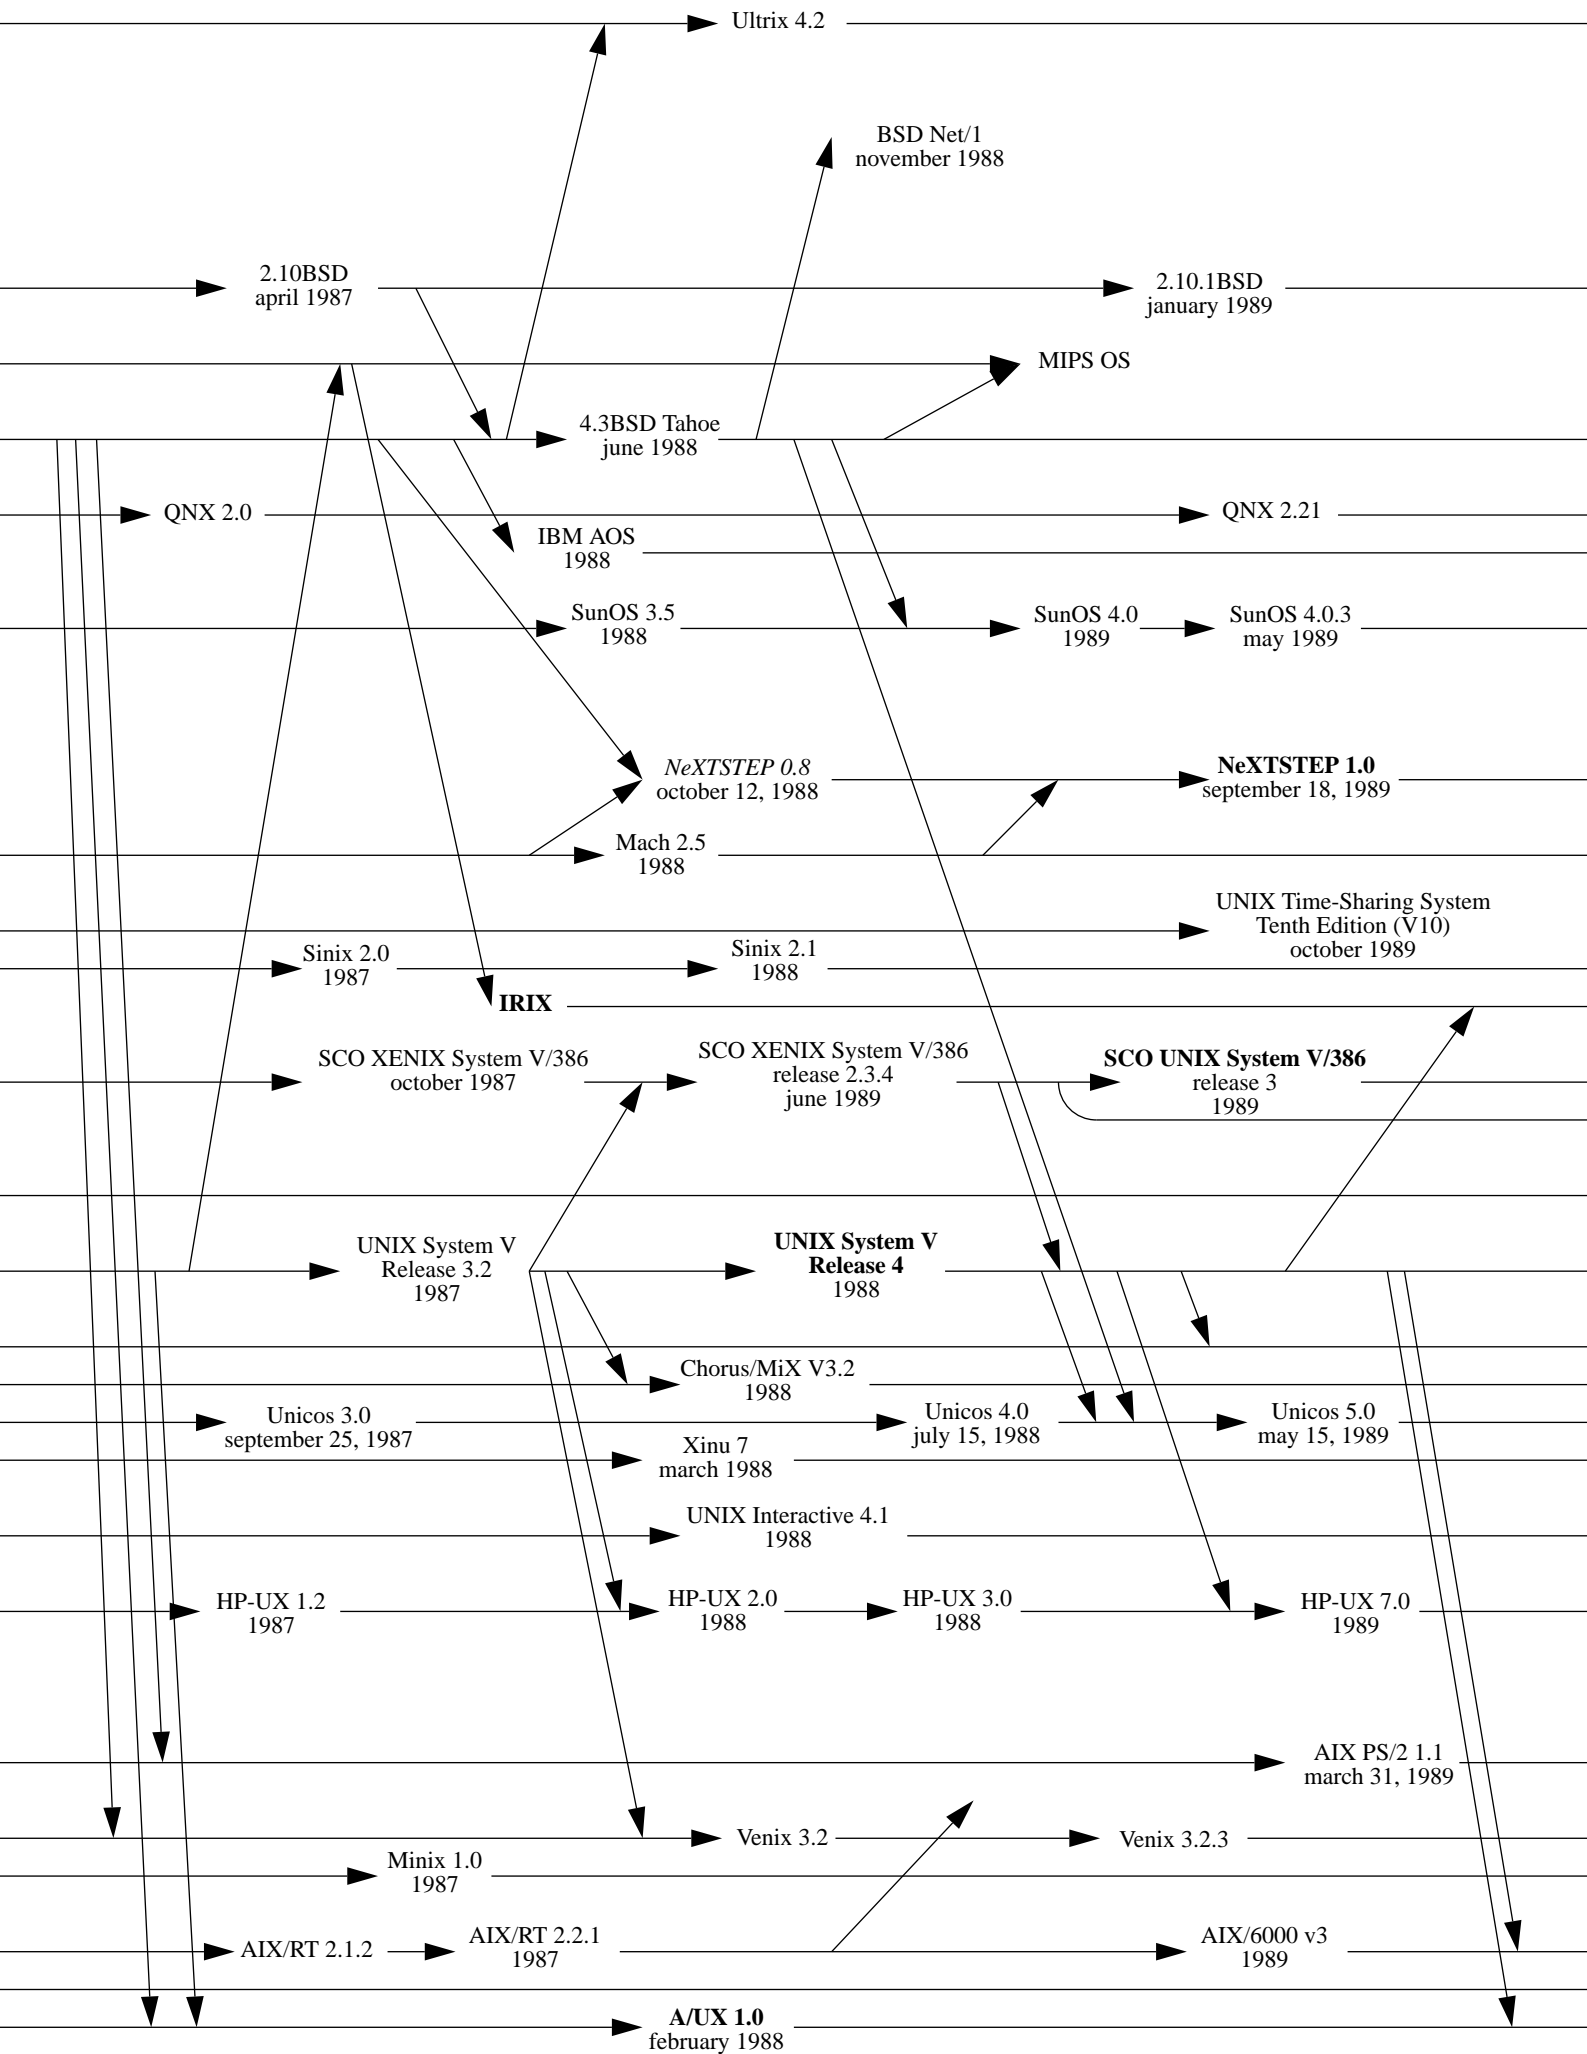 Ultrix 4.2
BSD Net/1
november 1988
2.10BSD
april 1987
2.10.1BSD
january 1989
MIPS OS
4.3BSD Tahoe
june 1988
QNX 2.0
QNX 2.21
IBM AOS
1988
SunOS 3.5
1988
SunOS 4.0
1989
SunOS 4.0.3
may 1989
NeXTSTEP 0.8
october 12, 1988
NeXTSTEP 1.0
september 18, 1989
Mach 2.5
1988
UNIX Time-Sharing System
Tenth Edition (V10)
october 1989
Sinix 2.0
1987
Sinix 2.1
1988
IRIX
SCO XENIX System V/386
october 1987
SCO XENIX System V/386
release 2.3.4
june 1989
SCO UNIX System V/386
release 3
1989
UNIX System V
Release 3.2
1987
UNIX System V
Release 4
1988
Chorus/MiX V3.2
1988
Unicos 3.0
september 25, 1987
Unicos 4.0
july 15, 1988
Unicos 5.0
may 15, 1989
Xinu 7
march 1988
UNIX Interactive 4.1
1988
HP-UX 1.2
1987
HP-UX 2.0
1988
HP-UX 3.0
1988
HP-UX 7.0
1989
AIX PS/2 1.1
march 31, 1989
Venix 3.2
Venix 3.2.3
Minix 1.0
1987
AIX/RT 2.1.2
AIX/RT 2.2.1
1987
AIX/6000 v3
1989
A/UX 1.0
february 1988